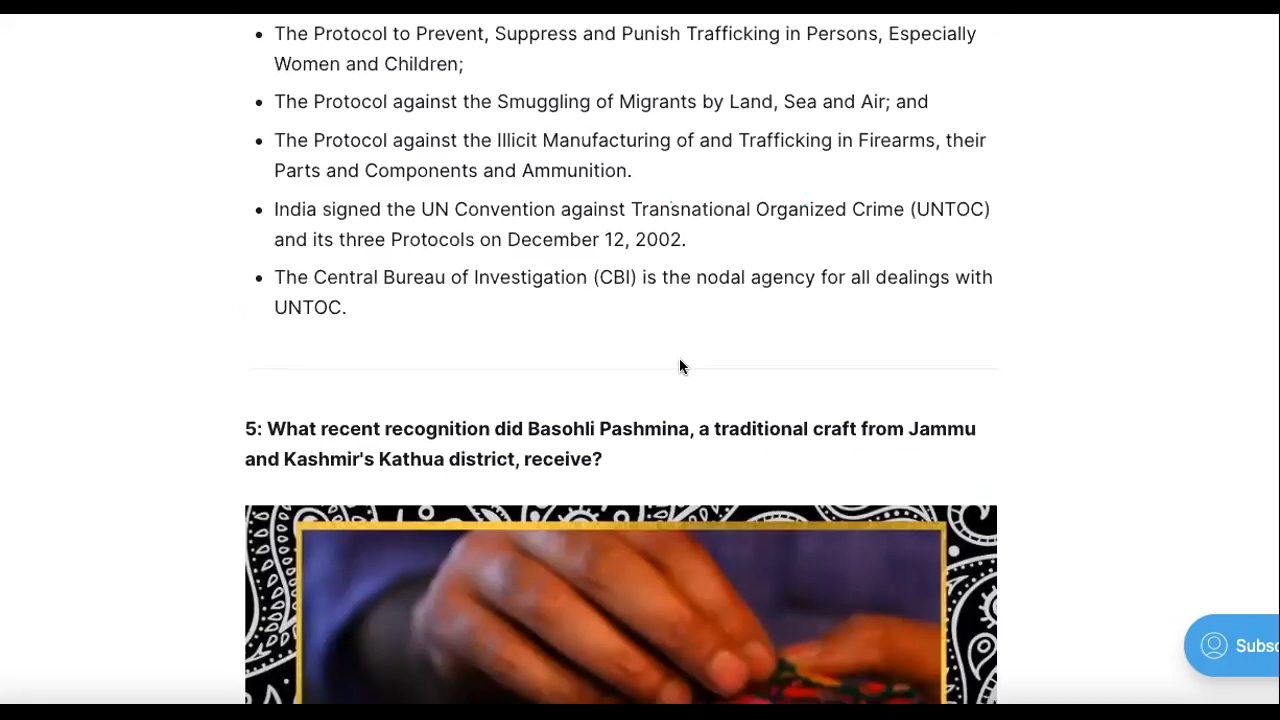 The Protocol to Prevent, Suppress and Punish Trafficking in Persons, Especially
Women and Children;
The Protocol against the Smuggling of Migrants by Land, Sea and Air; and
The Protocol against the Illicit Manufacturing of and Trafficking in Firearms, their
Parts and Components and Ammunition.
India signed the UN Convention against Transnational Organized Crime (UNTOC)
and its three Protocols on December 12, 2002.
The Central Bureau of Investigation (CBI) is the nodal agency for all dealings with
UNTOC.
5: What recent recognition did Basohli Pashmina, a traditional craft from Jammu
and Kashmir's Kathua district, receive?
Subsc